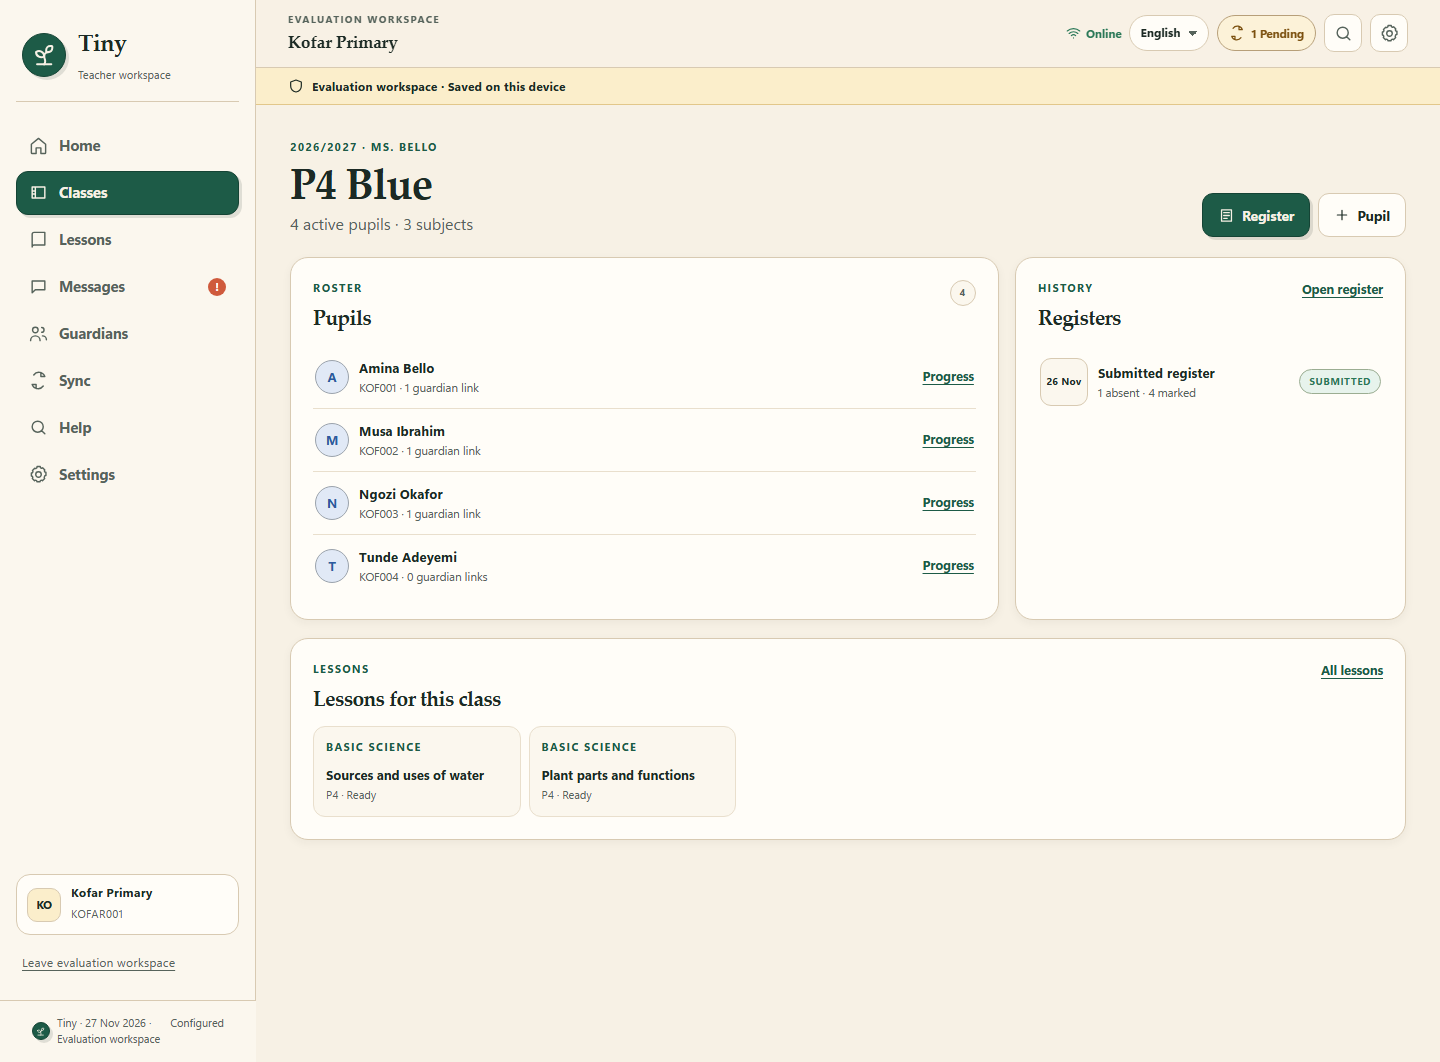 Tiny
Teacher workspace
Home
Classes
Lessons
Messages
!
Guardians
Sync
Help
Settings
KO
Kofar Primary
KOFAR001
Leave evaluation workspace
Tiny · 27 Nov 2026 ·
Evaluation workspace
Configured
EVALUATION WORKSPACE
Kofar Primary
Online
English
1 Pending
Evaluation workspace · Saved on this device
2026/2027 · MS. BELLO
P4 Blue
4 active pupils · 3 subjects
Register
Pupil
ROSTER
Pupils
4
A
Amina Bello
KOF001 · 1 guardian link
Progress
M
Musa Ibrahim
KOF002 · 1 guardian link
Progress
N
Ngozi Okafor
KOF003 · 1 guardian link
Progress
T
Tunde Adeyemi
KOF004 · 0 guardian links
Progress
HISTORY
Registers
Open register
26 Nov
Submitted register
1 absent · 4 marked
SUBMITTED
LESSONS
Lessons for this class
All lessons
BASIC SCIENCE
Sources and uses of water
P4 · Ready
BASIC SCIENCE
Plant parts and functions
P4 · Ready